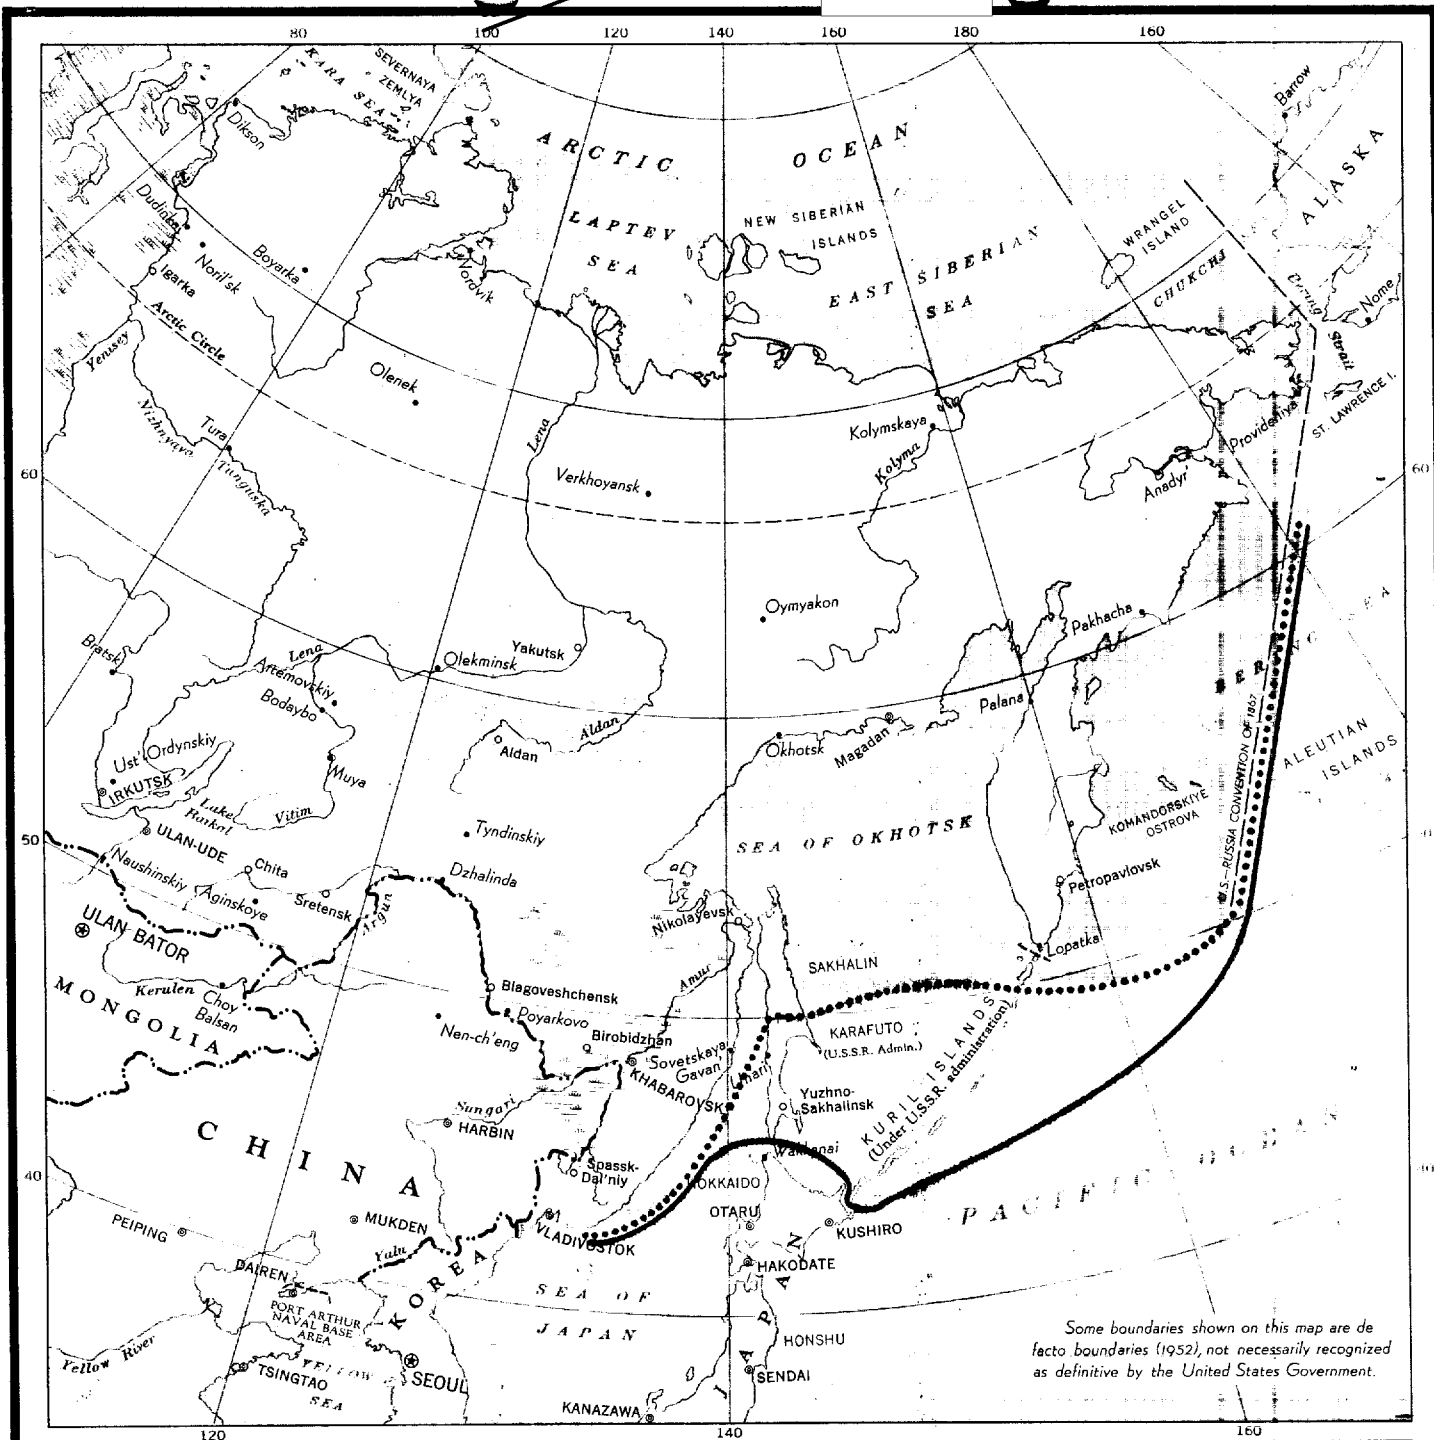 80
100
120
140
160
180
160
KARA SEA
SEVERNAYA
ZEMLYA
Dikson
ARCTIC OCEAN
Barrow
ALASKA
Dudinka
Noril'sk
Igarka
Boyarka
Nordvik
LAPTEV
SEA
NEW SIBERIAN
ISLANDS
EAST SIBERIAN
SEA
WRANGEL
ISLAND
CHUKCHI
Bering
Strait
Nome
Arctic Circle
Yenisey
Olenek
Nizhnyaya
Tunguska
Tura
Lena
Verkhoyansk
Kolymskaya
Kolyma
Provideniya
ST. LAWRENCE I.
Anadyr'
60
60
Oymyakon
Pakhacha
Bratsk
Lena
Artemovskiy
Bodaybo
Olekminsk
Yakutsk
Aldan
Aldan
Palana
Okhotsk
Magadan
Ust' Ordynskiy
IRKUTSK
Lake
Baikal
Muya
Vitim
ULAN-UDE
Tyndinskiy
SEA OF OKHOTSK
KOMANDORSKIYE
OSTROVA
U.S.-RUSSIA CONVENTION OF 1867
ALEUTIAN
ISLANDS
50
Naushinskiy
Chita
Aginskoye
Sretensk
Dzhalinda
Argun
Petropavlovsk
Nikolayevsk
Lopatka
ULAN BATOR
Kerulen
Choy
Balsan
MONGOLIA
Blagoveshchensk
Poyarkovo
Nen-ch'eng
Birobidzhan
Amur
SAKHALIN
KARAFUTO
(U.S.S.R. Admin.)
Sovetskaya
Gavan'
KHABAROVSK
KURIL ISLANDS
(Under U.S.S.R. administration)
Yuzhno-
Sakhalinsk
Sungari
HARBIN
CHINA
Spassk-
Dal'niy
Wakkanai
HOKKAIDO
OTARU
KUSHIRO
HAKODATE
PACIFIC OCEAN
40
PEIPING
MUKDEN
Yalu
VLADIVOSTOK
KOREA
DAIREN
PORT ARTHUR
NAVAL BASE
AREA
SEA OF
JAPAN
JAPAN
HONSHU
SENDAI
KANAZAWA
Yellow River
YELLOW
SEA
TSINGTAO
SEOUL
Some boundaries shown on this map are de
facto boundaries (1952), not necessarily recognized
as definitive by the United States Government.
120
140
160